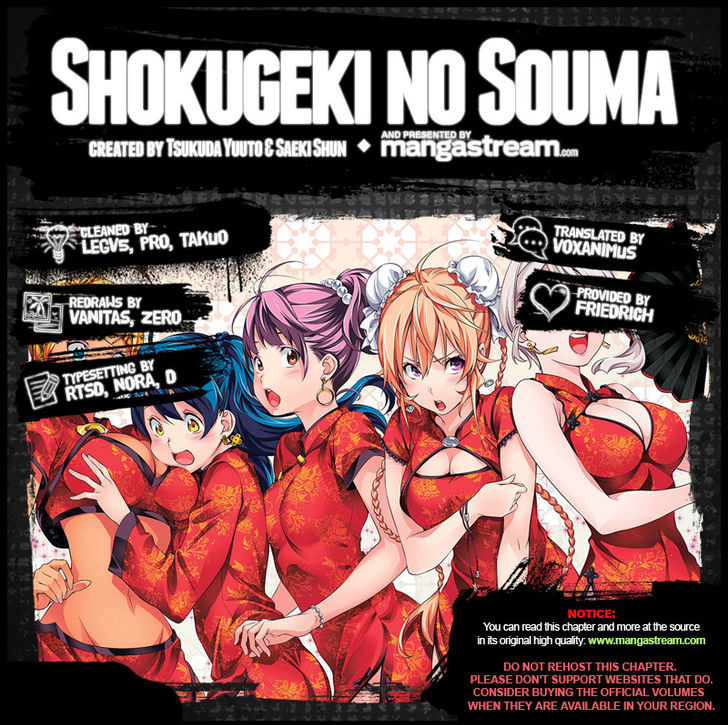 SHOKUGEKI NO SOUMA
CREATED BY TSUKUDA YUUTO & SAEKI SHUN ◆ AND PRESENTED BY mangastream.com
CLEANED BY
LEGV5, PRO, TAKUO
REDRAWS BY
VANITAS, ZERO
TYPESETTING BY
RTSD, NORA, D
TRANSLATED BY
VOXANIMUS
PROVIDED BY
FRIEDRICH
NOTICE:
You can read this chapter and more at the source
in its original high quality: www.mangastream.com
DO NOT REHOST THIS CHAPTER.
PLEASE DON'T SUPPORT WEBSITES THAT DO.
CONSIDER BUYING THE OFFICIAL VOLUMES
WHEN THEY ARE AVAILABLE IN YOUR REGION.